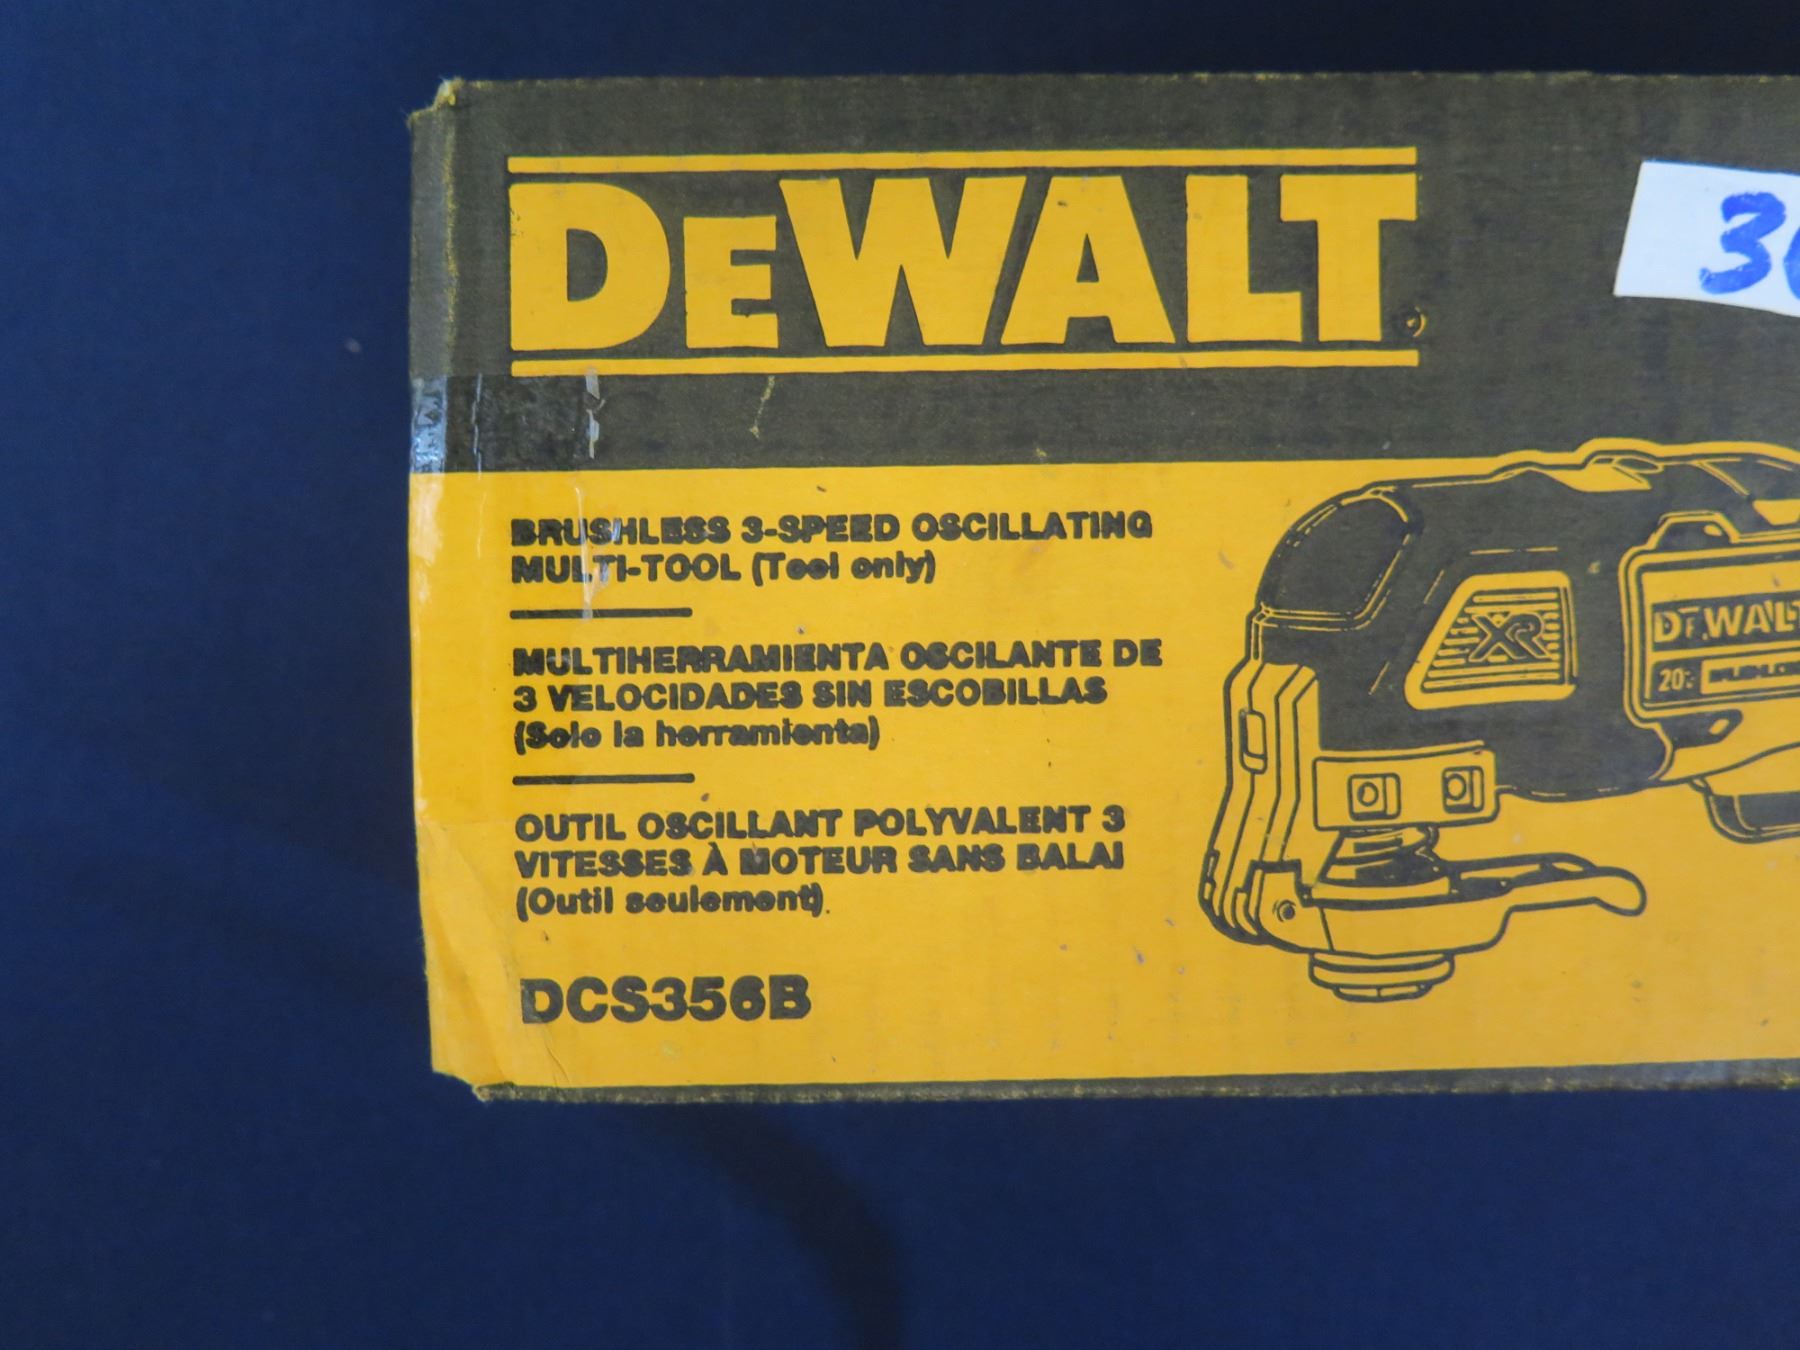 DEWALT
BRUSHLESS 3-SPEED OSCILLATING
MULTI-TOOL (Tool only)
MULTIHERRAMIENTA OSCILANTE DE
3 VELOCIDADES SIN ESCOBILLAS
(Solo la herramienta)
OUTIL OSCILLANT POLYVALENT 3
VITESSES À MOTEUR SANS BALAI
(Outil seulement).
DCS356B
XR
DEWALT